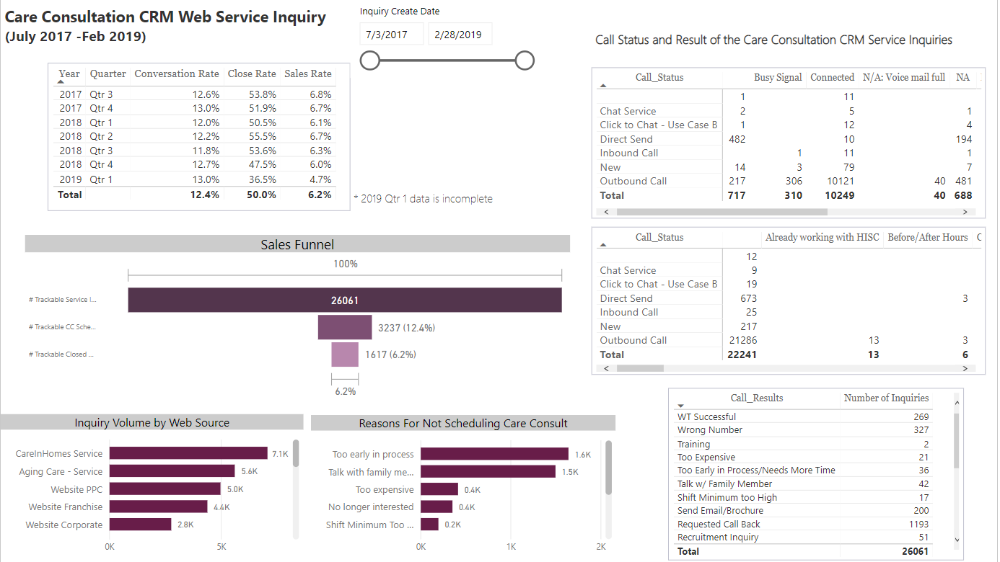 Care Consultation CRM Web Service Inquiry
(July 2017 -Feb 2019)
Inquiry Create Date
7/3/2017 2/28/2019
Year Quarter Conversation Rate Close Rate Sales Rate
2017 Qtr 3 12.6% 53.8% 6.8%
2017 Qtr 4 13.0% 51.9% 6.7%
2018 Qtr 1 12.0% 50.5% 6.1%
2018 Qtr 2 12.2% 55.5% 6.7%
2018 Qtr 3 11.8% 53.6% 6.3%
2018 Qtr 4 12.7% 47.5% 6.0%
2019 Qtr 1 13.0% 36.5% 4.7%
Total 12.4% 50.0% 6.2%
* 2019 Qtr 1 data is incomplete
Sales Funnel
100%
# Trackable Service I... 26061
# Trackable CC Sche... 3237 (12.4%)
# Trackable Closed ... 1617 (6.2%)
6.2%
Inquiry Volume by Web Source
CareInHomes Service 7.1K
Aging Care - Service 5.6K
Website PPC 5.0K
Website Franchise 4.4K
Website Corporate 2.8K
0K 5K
Reasons For Not Scheduling Care Consult
Too early in process 1.6K
Talk with family me... 1.5K
Too expensive 0.4K
No longer interested 0.4K
Shift Minimum Too ... 0.2K
0K 1K 2K
Call Status and Result of the Care Consultation CRM Service Inquiries
Call_Status Busy Signal Connected N/A: Voice mail full NA
1 11
Chat Service 2 5 1
Click to Chat - Use Case B 1 12 4
Direct Send 482 10 194
Inbound Call 1 11 1
New 14 3 79 7
Outbound Call 217 306 10121 40 481
Total 717 310 10249 40 688
Call_Status Already working with HISC Before/After Hours
12
Chat Service 9
Click to Chat - Use Case B 19
Direct Send 673 3
Inbound Call 25
New 217
Outbound Call 21286 13 3
Total 22241 13 6
Call_Results Number of Inquiries
WT Successful 269
Wrong Number 327
Training 2
Too Expensive 21
Too Early in Process/Needs More Time 36
Talk w/ Family Member 42
Shift Minimum too High 17
Send Email/Brochure 200
Requested Call Back 1193
Recruitment Inquiry 51
Total 26061